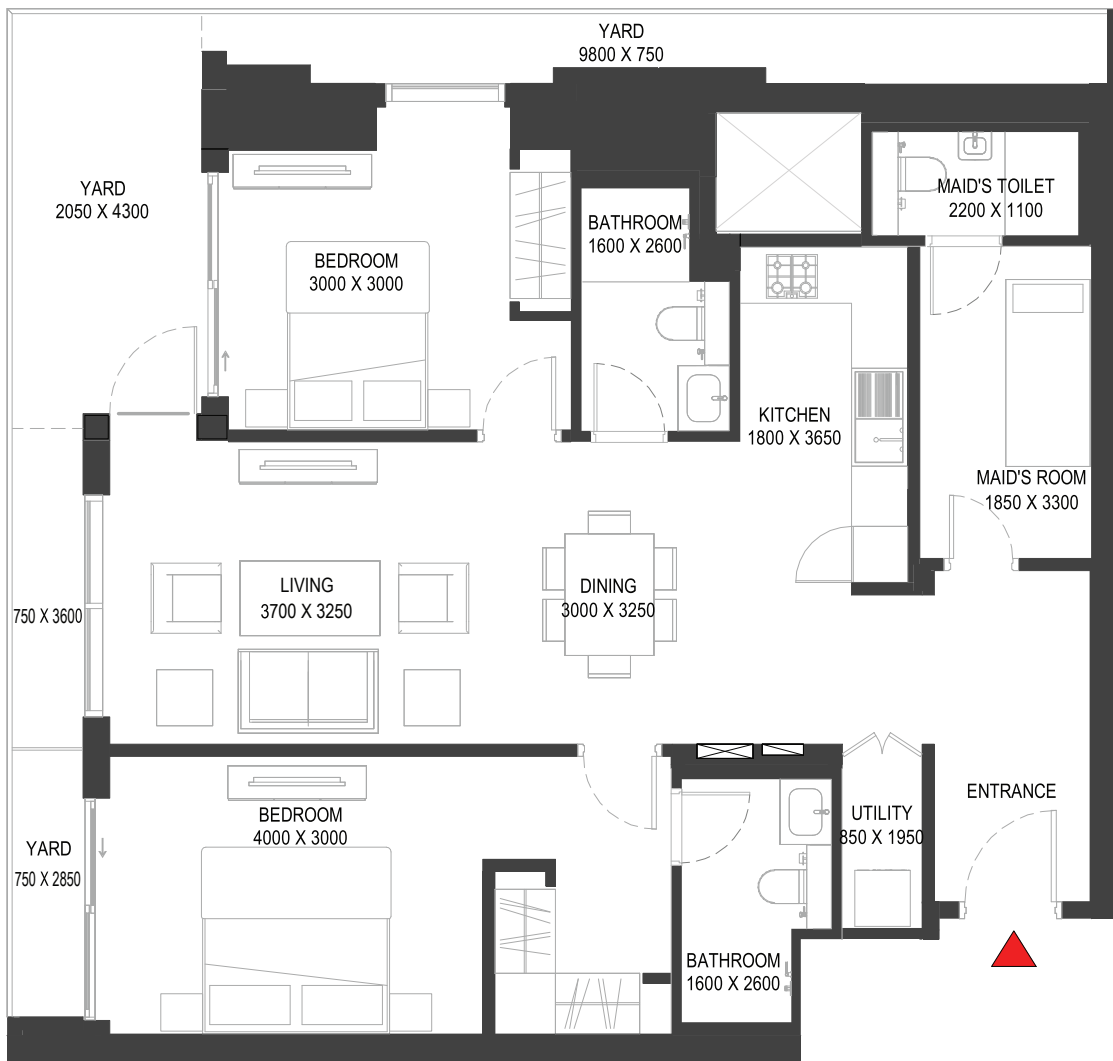 YARD
9800 X 750
YARD
2050 X 4300
MAID'S TOILET
2200 X 1100
BATHROOM
1600 X 2600
BEDROOM
3000 X 3000
KITCHEN
1800 X 3650
MAID'S ROOM
1850 X 3300
LIVING
3700 X 3250
DINING
3000 X 3250
750 X 3600
ENTRANCE
BEDROOM
4000 X 3000
UTILITY
850 X 1950
YARD
750 X 2850
BATHROOM
1600 X 2600